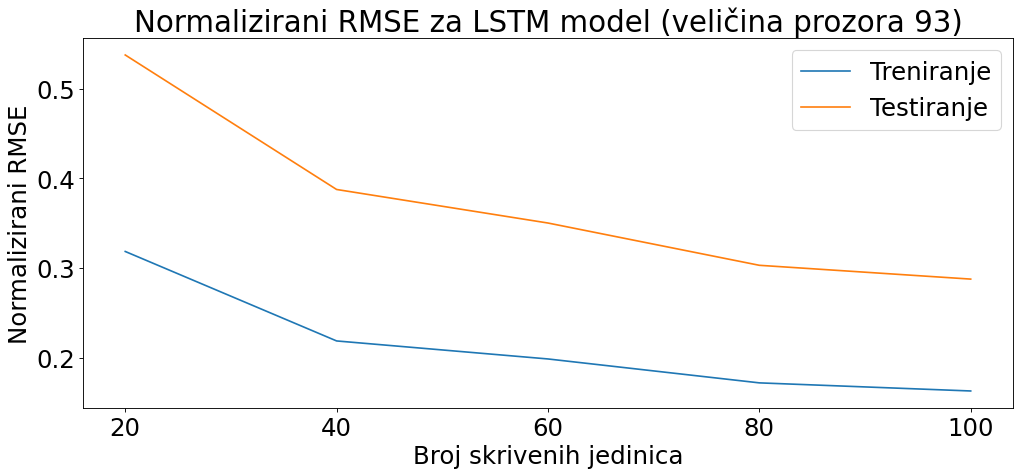 Normalizirani RMSE za LSTM model (veličina prozora 93)
Treniranje
Testiranje
Normalizirani RMSE
0.5
0.4
0.3
0.2
20 40 60 80 100
Broj skrivenih jedinica